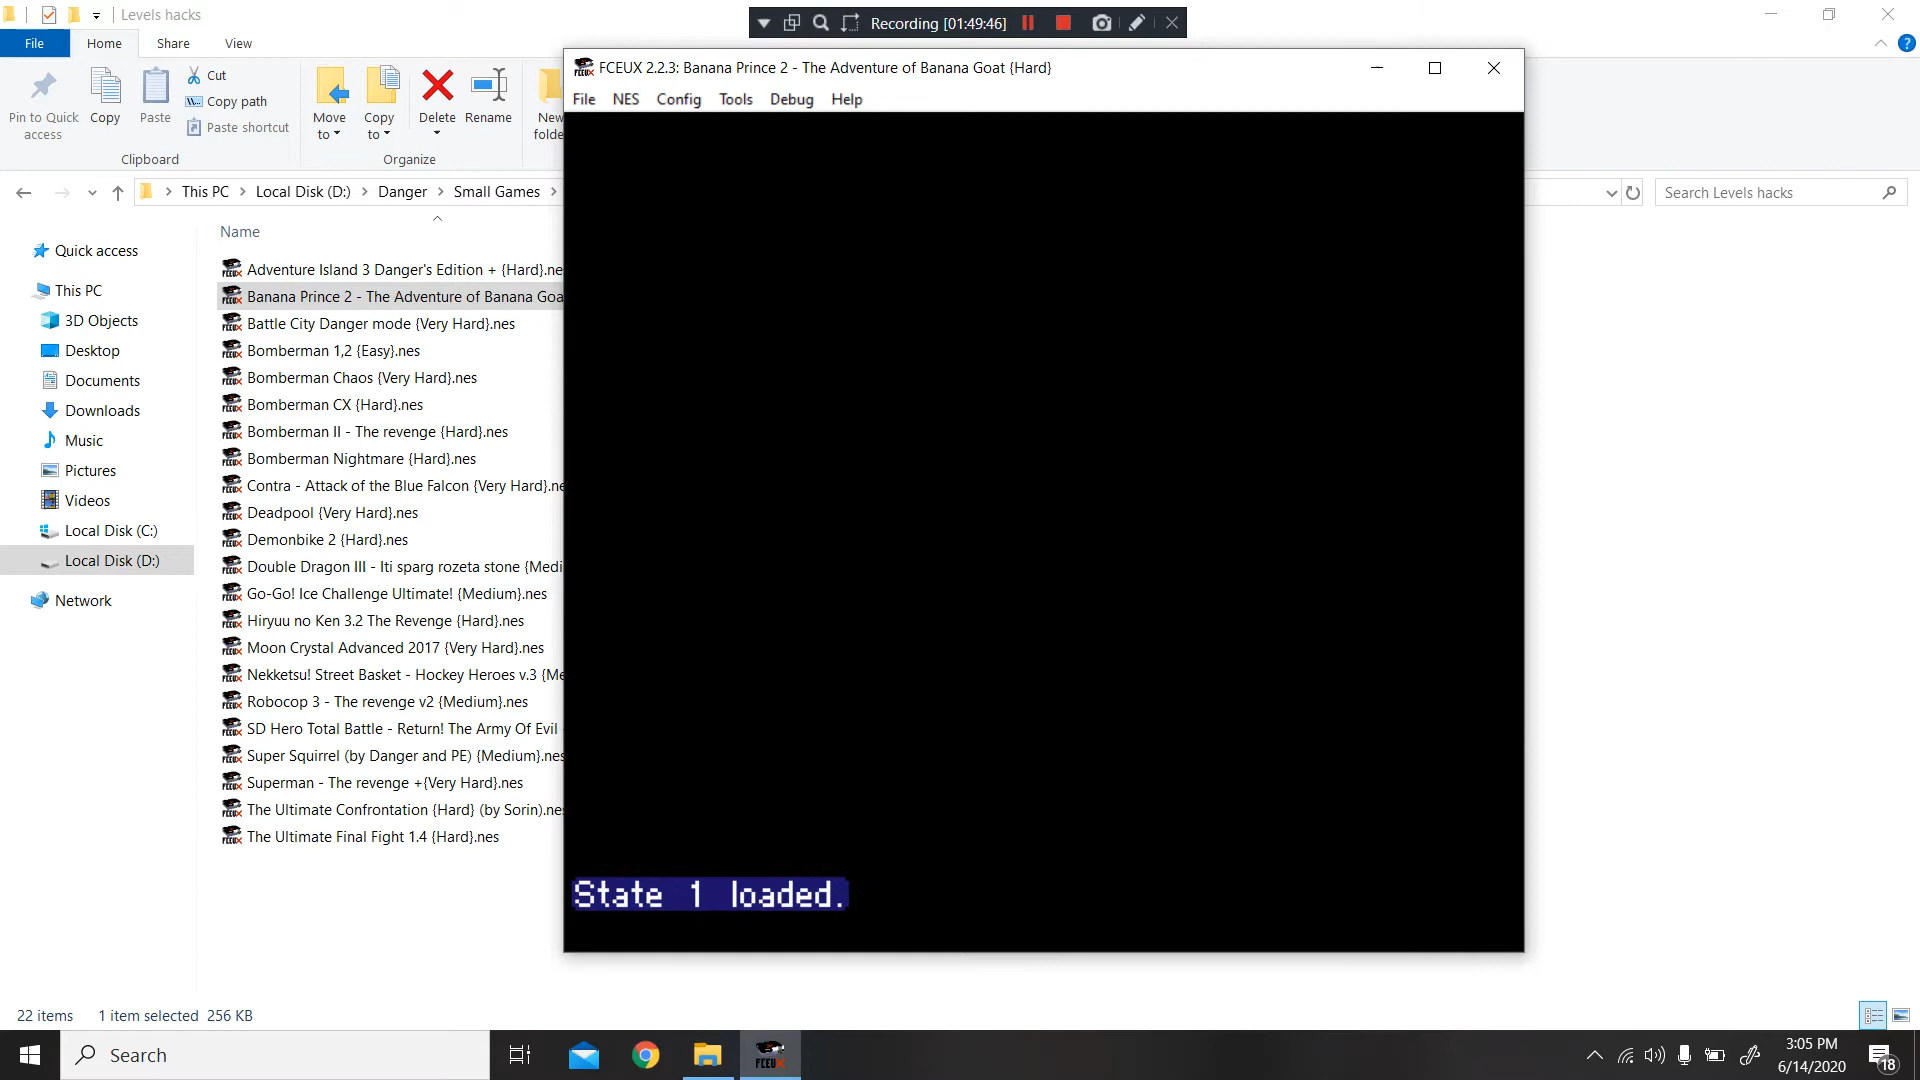 Levels hacks
Recording [01:49:46]
File
Home
Share
View
Pin to Quick
access
Copy
Paste
Cut
Copy path
Paste shortcut
Clipboard
Move
to
Copy
to
Delete
Rename
Organize
New
folde
FCEUX 2.2.3: Banana Prince 2 - The Adventure of Banana Goat {Hard}
File NES Config Tools Debug Help
This PC > Local Disk (D:) > Danger > Small Games >
Search Levels hacks
Name
Quick access
This PC
3D Objects
Desktop
Documents
Downloads
Music
Pictures
Videos
Local Disk (C:)
Local Disk (D:)
Network
Adventure Island 3 Danger's Edition + {Hard}.ne
Banana Prince 2 - The Adventure of Banana Goa
Battle City Danger mode {Very Hard}.nes
Bomberman 1,2 {Easy}.nes
Bomberman Chaos {Very Hard}.nes
Bomberman CX {Hard}.nes
Bomberman II - The revenge {Hard}.nes
Bomberman Nightmare {Hard}.nes
Contra - Attack of the Blue Falcon {Very Hard}.ne
Deadpool {Very Hard}.nes
Demonbike 2 {Hard}.nes
Double Dragon III - Iti sparg rozeta stone {Medi
Go-Go! Ice Challenge Ultimate! {Medium}.nes
Hiryuu no Ken 3.2 The Revenge {Hard}.nes
Moon Crystal Advanced 2017 {Very Hard}.nes
Nekketsu! Street Basket - Hockey Heroes v.3 {Me
Robocop 3 - The revenge v2 {Medium}.nes
SD Hero Total Battle - Return! The Army Of Evil
Super Squirrel (by Danger and PE) {Medium}.nes
Superman - The revenge +{Very Hard}.nes
The Ultimate Confrontation {Hard} (by Sorin).nes
The Ultimate Final Fight 1.4 {Hard}.nes
State 1 loaded.
22 items 1 item selected 256 KB
Search
FCEUX
3:05 PM
6/14/2020
18